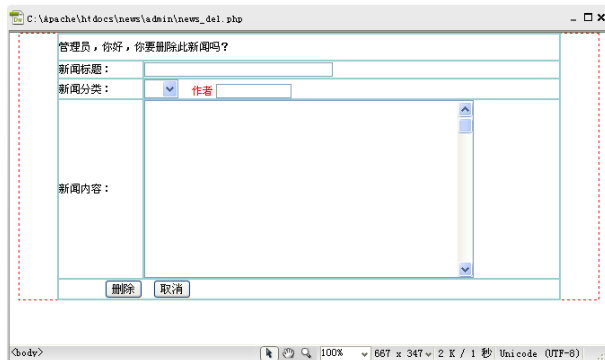 C:\Apache\htdocs\news\admin\news_del.php
管理员，你好，你要删除此新闻吗？
新闻标题：
新闻分类： 作者
新闻内容：
删除 取消
<body> 100% 667 x 347 2 K / 1 秒 Unicode (UTF-8)